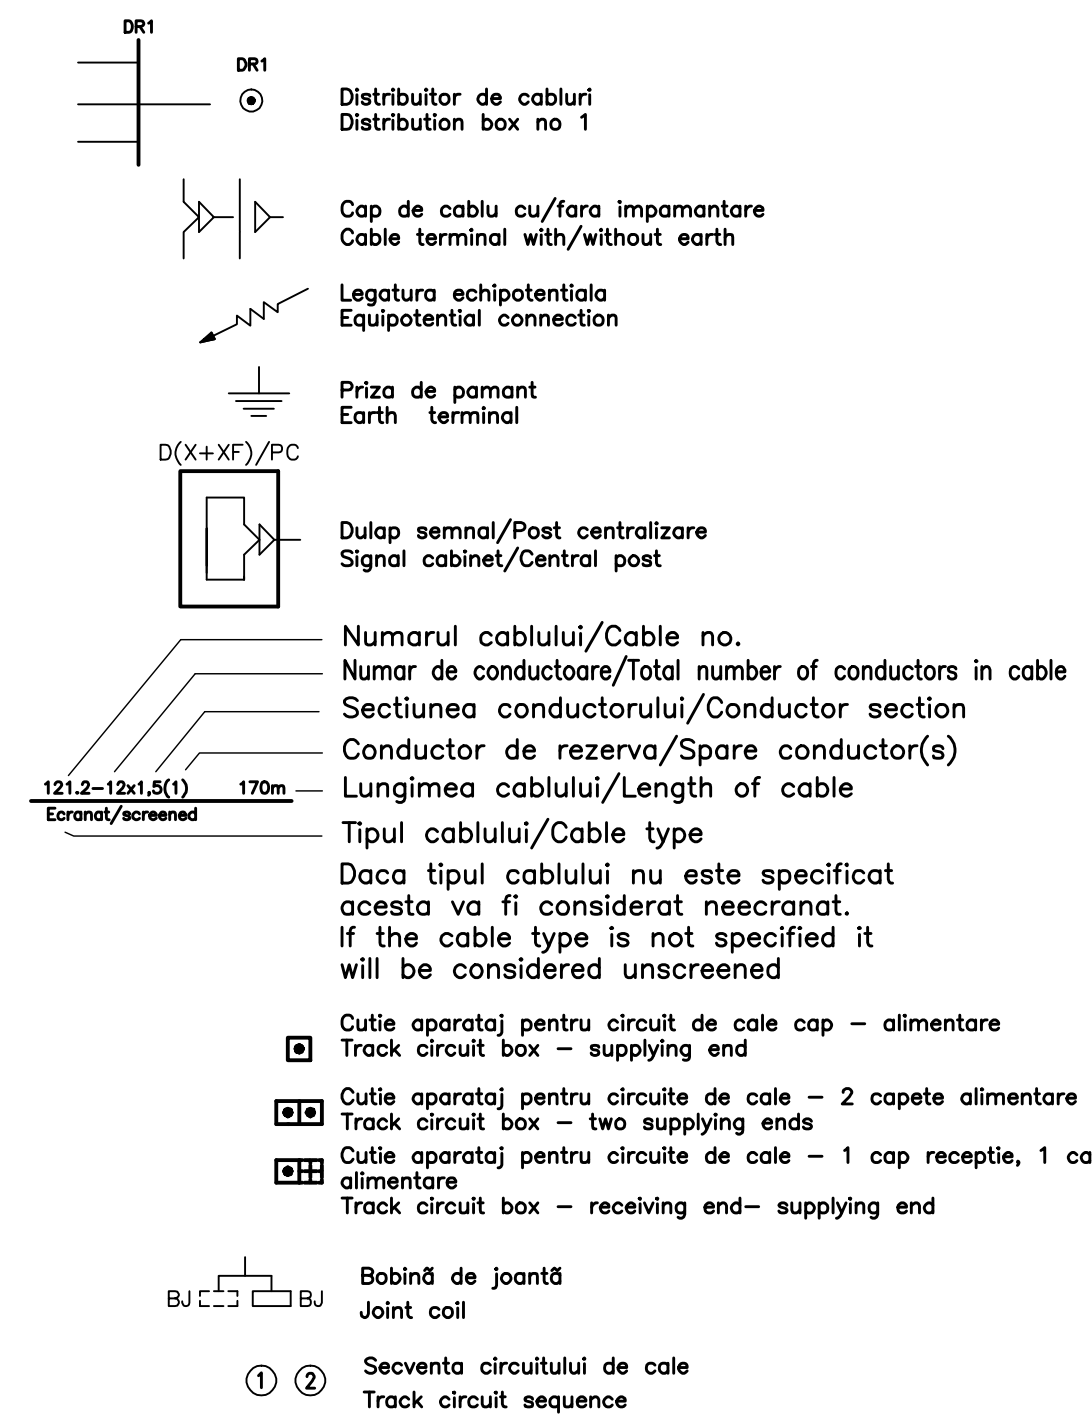 DR1
DR1
Distribuitor de cabluri
Distribution box no 1
Cap de cablu cu/fara impamantare
Cable terminal with/without earth
Legatura echipotentiala
Equipotential connection
Priza de pamant
Earth terminal
D(X+XF)/PC
Dulap semnal/Post centralizare
Signal cabinet/Central post
Numarul cablului/Cable no.
Numar de conductoare/Total number of conductors in cable
Sectiunea conductorului/Conductor section
Conductor de rezerva/Spare conductor(s)
121.2-12x1,5(1) 170m
Lungimea cablului/Length of cable
Ecranat/screened
Tipul cablului/Cable type
Daca tipul cablului nu este specificat
acesta va fi considerat neecranat.
If the cable type is not specified it
will be considered unscreened
Cutie aparataj pentru circuit de cale cap – alimentare
Track circuit box – supplying end
Cutie aparataj pentru circuite de cale – 2 capete alimentare
Track circuit box – two supplying ends
Cutie aparataj pentru circuite de cale – 1 cap receptie, 1 ca
alimentare
Track circuit box – receiving end– supplying end
Bobină de joantă
BJ BJ
Joint coil
Secventa circuitului de cale
1 2
Track circuit sequence